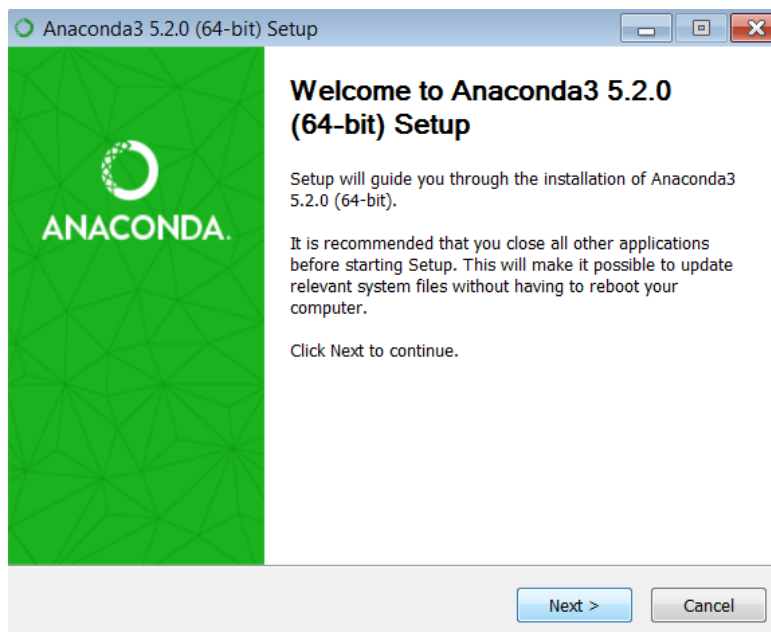 Anaconda3 5.2.0 (64-bit) Setup
ANACONDA.
Welcome to Anaconda3 5.2.0
(64-bit) Setup
Setup will guide you through the installation of Anaconda3
5.2.0 (64-bit).
It is recommended that you close all other applications
before starting Setup. This will make it possible to update
relevant system files without having to reboot your
computer.
Click Next to continue.
Next >
Cancel